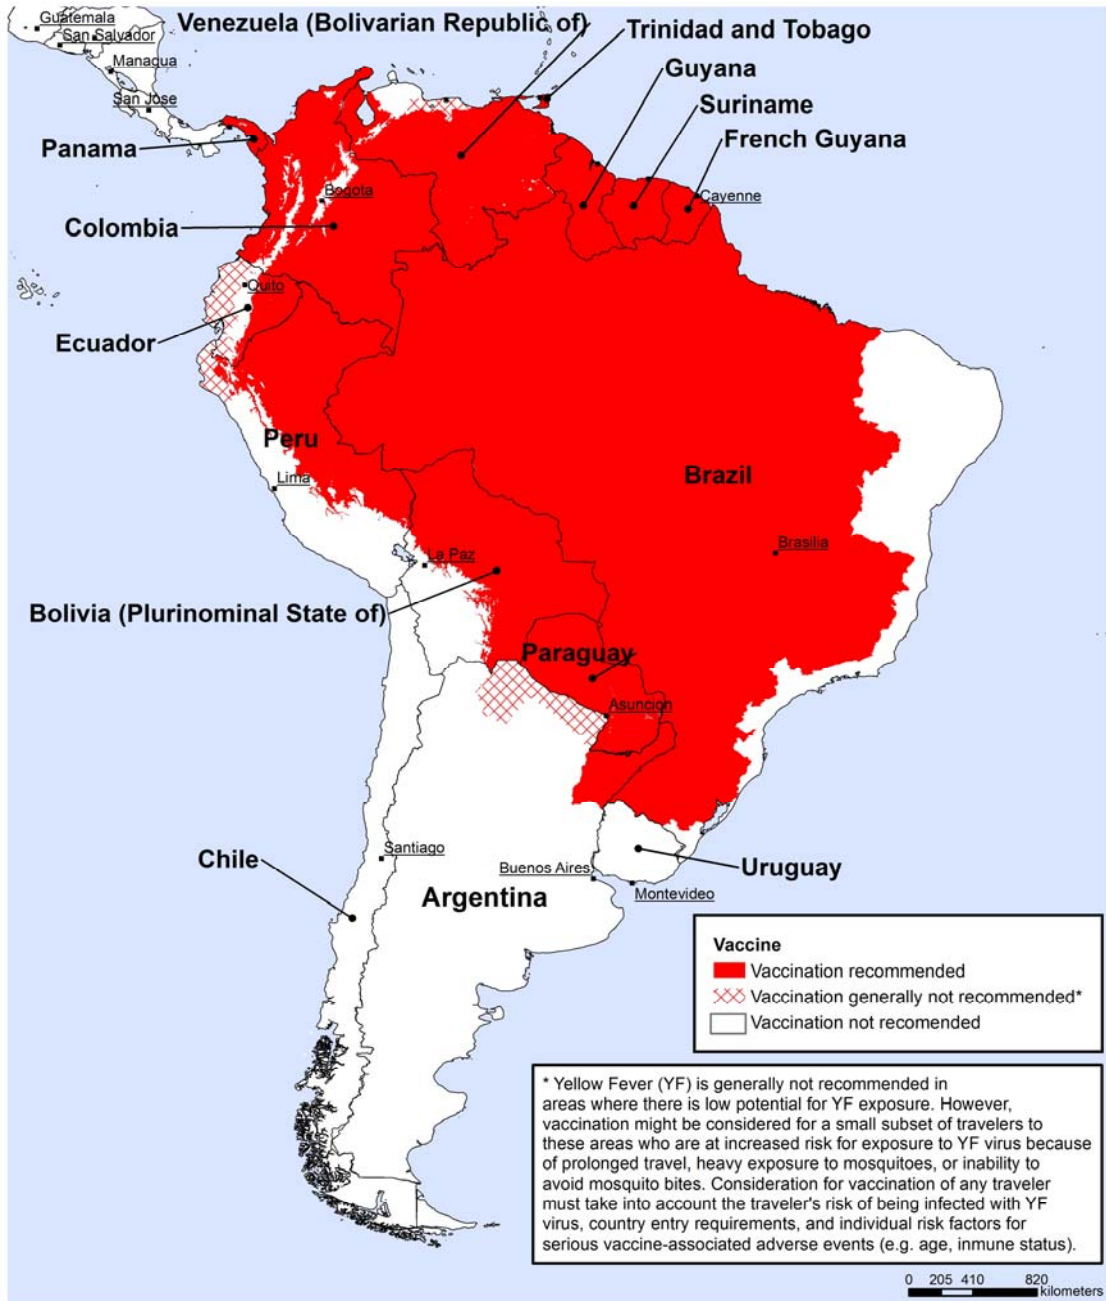 Guatemala
San Salvador
Managua
San Jose
Venezuela (Bolivarian Republic of)
Trinidad and Tobago
Guyana
Suriname
French Guyana
Panama
Cayenne
Bogota
Colombia
Quito
Ecuador
Peru
Lima
Brazil
Brasilia
La Paz
Bolivia (Plurinominal State of)
Paraguay
Asuncion
Chile
Santiago
Buenos Aires
Uruguay
Montevideo
Argentina
Vaccine
Vaccination recommended
Vaccination generally not recommended*
Vaccination not recomended
* Yellow Fever (YF) is generally not recommended in
areas where there is low potential for YF exposure. However,
vaccination might be considered for a small subset of travelers to
these areas who are at increased risk for exposure to YF virus because
of prolonged travel, heavy exposure to mosquitoes, or inability to
avoid mosquito bites. Consideration for vaccination of any traveler
must take into account the traveler's risk of being infected with YF
virus, country entry requirements, and individual risk factors for
serious vaccine-associated adverse events (e.g. age, inmune status).
0 205 410 820
kilometers